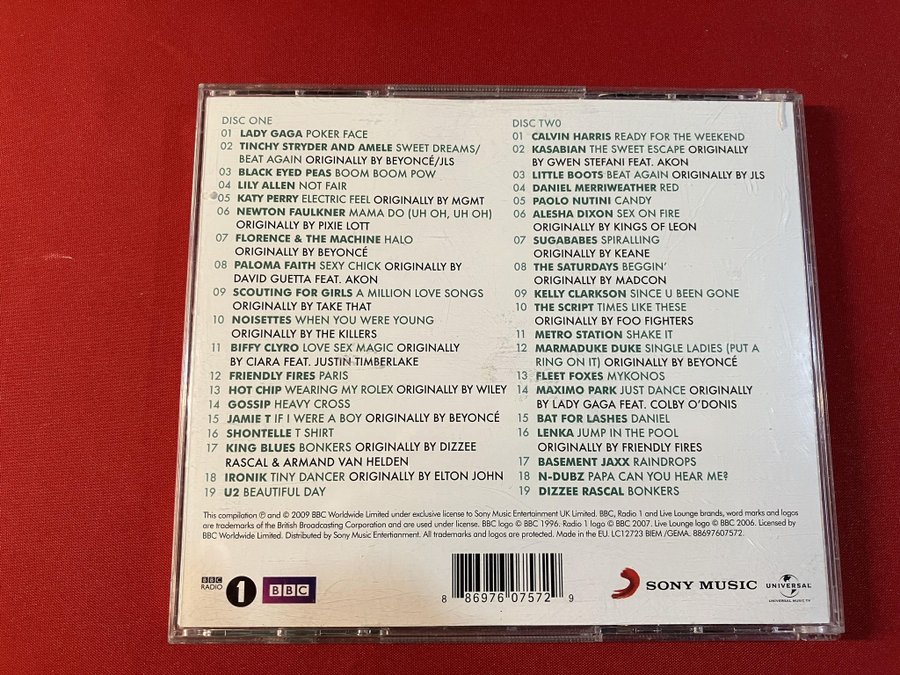 DISC ONE
01 LADY GAGA POKER FACE
02 TINCHY STRYDER AND AMELE SWEET DREAMS/
BEAT AGAIN ORIGINALLY BY BEYONCÉ/JLS
03 BLACK EYED PEAS BOOM BOOM POW
04 LILY ALLEN NOT FAIR
05 KATY PERRY ELECTRIC FEEL ORIGINALLY BY MGMT
06 NEWTON FAULKNER MAMA DO (UH OH, UH OH)
ORIGINALLY BY PIXIE LOTT
07 FLORENCE & THE MACHINE HALO
ORIGINALLY BY BEYONCÉ
08 PALOMA FAITH SEXY CHICK ORIGINALLY BY
DAVID GUETTA FEAT. AKON
09 SCOUTING FOR GIRLS A MILLION LOVE SONGS
ORIGINALLY BY TAKE THAT
10 NOISETTES WHEN YOU WERE YOUNG
ORIGINALLY BY THE KILLERS
11 BIFFY CLYRO LOVE SEX MAGIC ORIGINALLY
BY CIARA FEAT. JUSTIN TIMBERLAKE
12 FRIENDLY FIRES PARIS
13 HOT CHIP WEARING MY ROLEX ORIGINALLY BY WILEY
14 GOSSIP HEAVY CROSS
15 JAMIE T IF I WERE A BOY ORIGINALLY BY BEYONCÉ
16 SHONTELLE T SHIRT
17 KING BLUES BONKERS ORIGINALLY BY DIZZEE
RASCAL & ARMAND VAN HELDEN
18 IRONIK TINY DANCER ORIGINALLY BY ELTON JOHN
19 U2 BEAUTIFUL DAY
DISC TWO
01 CALVIN HARRIS READY FOR THE WEEKEND
02 KASABIAN THE SWEET ESCAPE ORIGINALLY
BY GWEN STEFANI FEAT. AKON
03 LITTLE BOOTS BEAT AGAIN ORIGINALLY BY JLS
04 DANIEL MERRIWEATHER RED
05 PAOLO NUTINI CANDY
06 ALESHA DIXON SEX ON FIRE
ORIGINALLY BY KINGS OF LEON
07 SUGABABES SPIRALLING
ORIGINALLY BY KEANE
08 THE SATURDAYS BEGGIN'
ORIGINALLY BY MADCON
09 KELLY CLARKSON SINCE U BEEN GONE
10 THE SCRIPT TIMES LIKE THESE
ORIGINALLY BY FOO FIGHTERS
11 METRO STATION SHAKE IT
12 MARMADUKE DUKE SINGLE LADIES (PUT A
RING ON IT) ORIGINALLY BY BEYONCÉ
13 FLEET FOXES MYKONOS
14 MAXIMO PARK JUST DANCE ORIGINALLY
BY LADY GAGA FEAT. COLBY O'DONIS
15 BAT FOR LASHES DANIEL
16 LENKA JUMP IN THE POOL
ORIGINALLY BY FRIENDLY FIRES
17 BASEMENT JAXX RAINDROPS
18 N-DUBZ PAPA CAN YOU HEAR ME?
19 DIZZEE RASCAL BONKERS
This compilation ℗ and © 2009 BBC Worldwide Limited under exclusive license to Sony Music Entertainment UK Limited. BBC, Radio 1 and Live Lounge brands, word marks and logos
are trademarks of the British Broadcasting Corporation and are used under license. BBC logo © BBC 1996. Radio 1 logo © BBC 2007. Live Lounge logo © BBC 2006. Licensed by
BBC Worldwide Limited. Distributed by Sony Music Entertainment. All trademarks and logos are protected. Made in the EU. LC12723 BIEM /GEMA. 88697607572.
BBC
RADIO
1
BBC
8 86976 07572 9
SONY MUSIC
UNIVERSAL
UNIVERSAL MUSIC TV